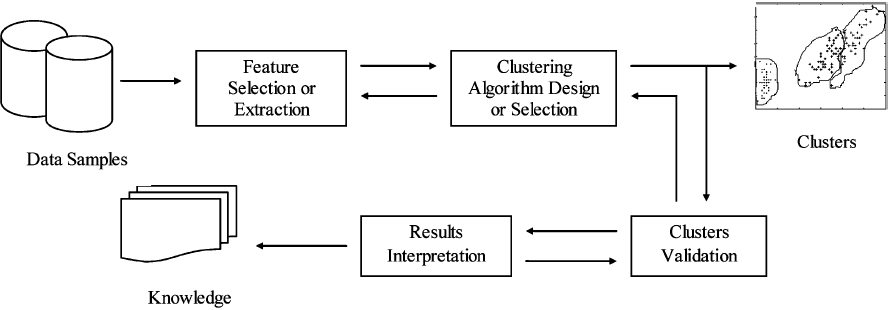 Feature
Selection or
Extraction
Clustering
Algorithm Design
or Selection
Data Samples
Clusters
Knowledge
Results
Interpretation
Clusters
Validation